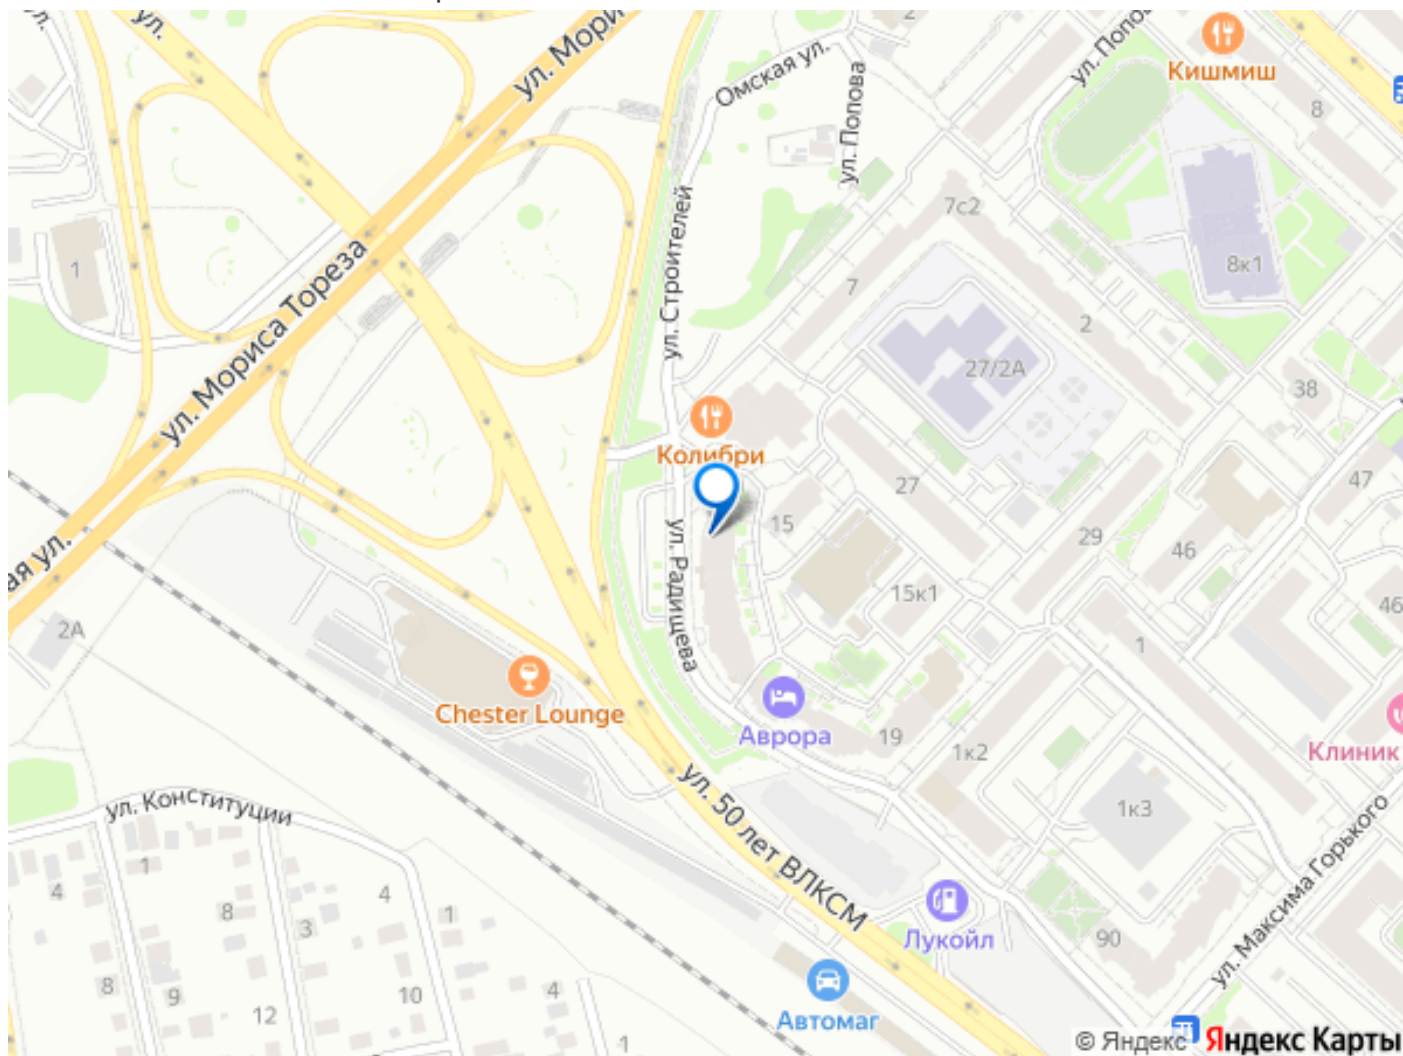 ул.
ул.
ул. Мори
2
ул. Попо
Кишмиш
8
Омская ул.
ул. Попова
7с2
8к1
1
ул. Мориса Тореза
ул. Строителей
7
2
27/2А
38
Колибри
47
27
15
29
46
ая ул.
ул. Радищева
15к1
46
2А
1
Chester Lounge
Аврора
19
1к2
Клиник
ул. Конституции
ул. 50 лет ВЛКСМ
1к3
ул. Максима Горького
1
4
4
8
3
1
Лукойл
90
8
9
10
4
12
Автомаг
1
© Яндекс Яндекс Карты